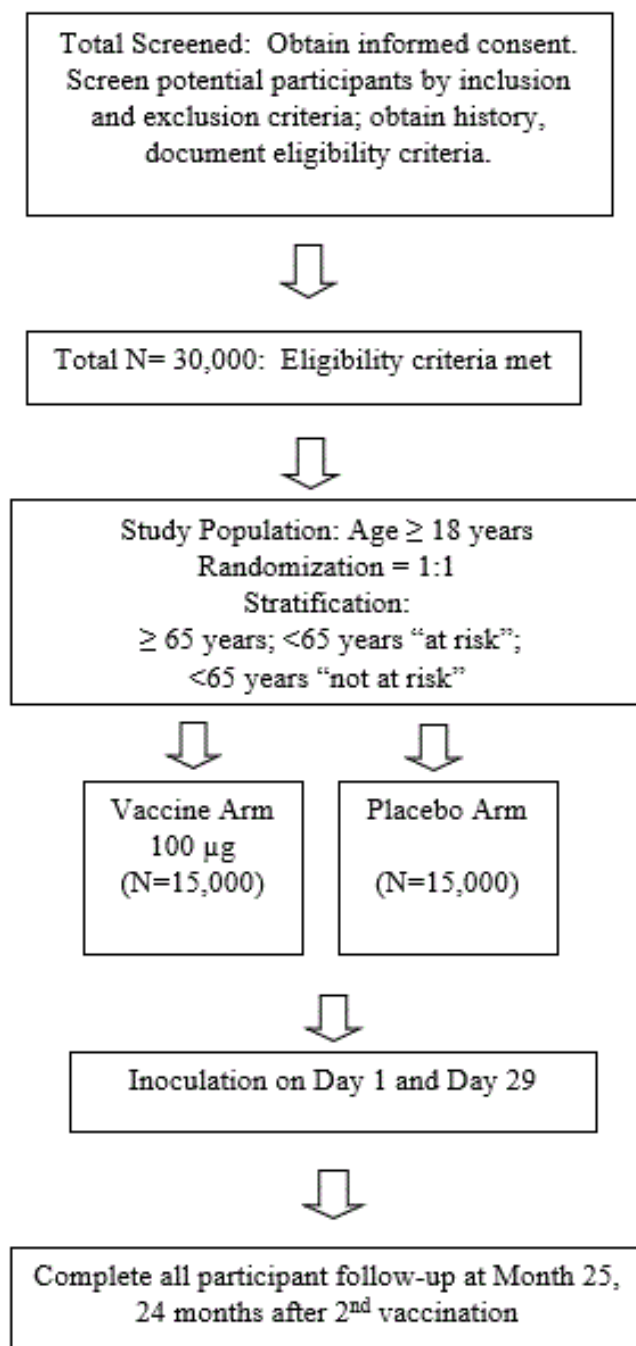 Total Screened: Obtain informed consent.
Screen potential participants by inclusion
and exclusion criteria; obtain history,
document eligibility criteria.
Total N= 30,000: Eligibility criteria met
Study Population: Age ≥ 18 years
Randomization = 1:1
Stratification:
≥ 65 years; <65 years “at risk”;
<65 years “not at risk”
Vaccine Arm
100 µg
(N=15,000)
Placebo Arm
(N=15,000)
Inoculation on Day 1 and Day 29
Complete all participant follow-up at Month 25,
24 months after 2nd vaccination